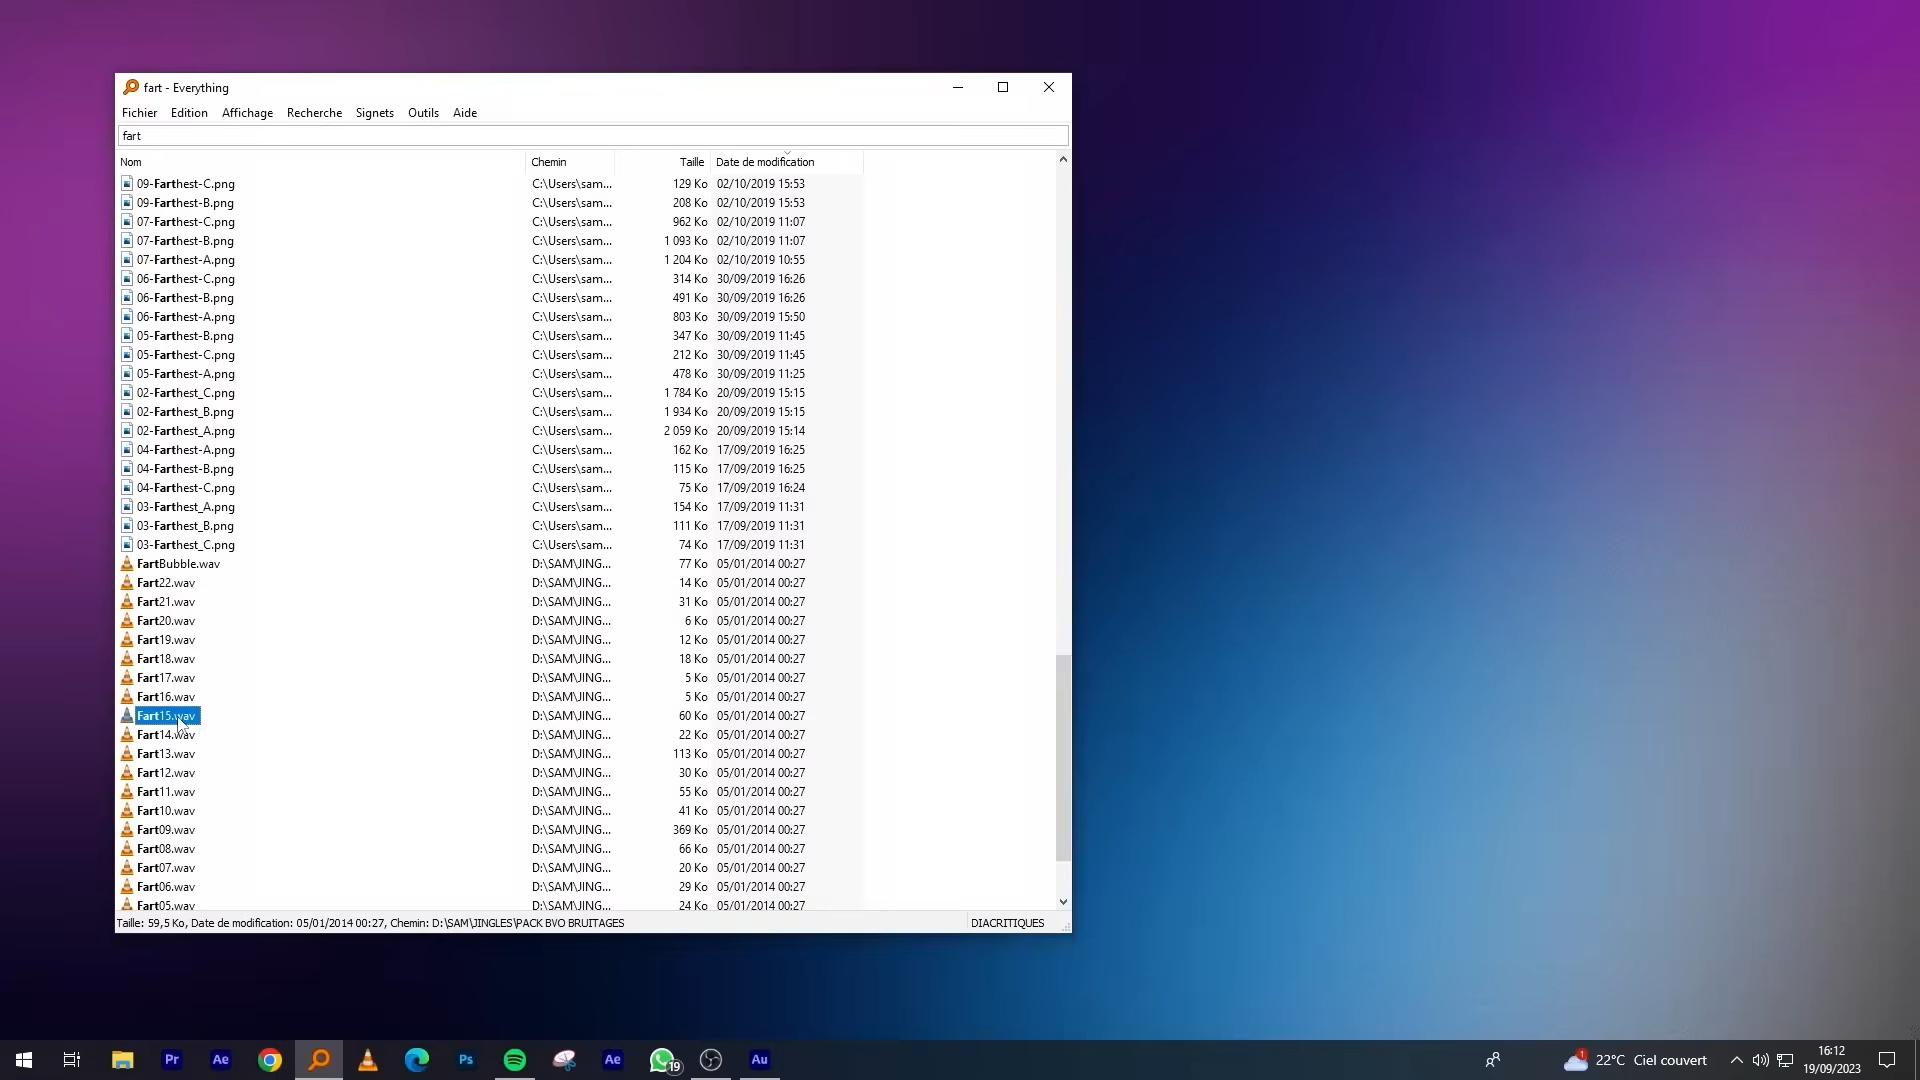 fart - Everything
Fichier Edition Affichage Recherche Signets Outils Aide
fart
Nom Chemin Taille Date de modification
09-Farthest-C.png C:\Users\sam... 129 Ko 02/10/2019 15:53
09-Farthest-B.png C:\Users\sam... 208 Ko 02/10/2019 15:53
07-Farthest-C.png C:\Users\sam... 962 Ko 02/10/2019 11:07
07-Farthest-B.png C:\Users\sam... 1 093 Ko 02/10/2019 11:07
07-Farthest-A.png C:\Users\sam... 1 204 Ko 02/10/2019 10:55
06-Farthest-C.png C:\Users\sam... 314 Ko 30/09/2019 16:26
06-Farthest-B.png C:\Users\sam... 491 Ko 30/09/2019 16:26
06-Farthest-A.png C:\Users\sam... 803 Ko 30/09/2019 15:50
05-Farthest-B.png C:\Users\sam... 347 Ko 30/09/2019 11:45
05-Farthest-C.png C:\Users\sam... 212 Ko 30/09/2019 11:45
05-Farthest-A.png C:\Users\sam... 478 Ko 30/09/2019 11:25
02-Farthest_C.png C:\Users\sam... 1 784 Ko 20/09/2019 15:15
02-Farthest_B.png C:\Users\sam... 1 934 Ko 20/09/2019 15:15
02-Farthest_A.png C:\Users\sam... 2 059 Ko 20/09/2019 15:14
04-Farthest-A.png C:\Users\sam... 162 Ko 17/09/2019 16:25
04-Farthest-B.png C:\Users\sam... 115 Ko 17/09/2019 16:25
04-Farthest-C.png C:\Users\sam... 75 Ko 17/09/2019 16:24
03-Farthest_A.png C:\Users\sam... 154 Ko 17/09/2019 11:31
03-Farthest_B.png C:\Users\sam... 111 Ko 17/09/2019 11:31
03-Farthest_C.png C:\Users\sam... 74 Ko 17/09/2019 11:31
FartBubble.wav D:\SAM\JING... 77 Ko 05/01/2014 00:27
Fart22.wav D:\SAM\JING... 14 Ko 05/01/2014 00:27
Fart21.wav D:\SAM\JING... 31 Ko 05/01/2014 00:27
Fart20.wav D:\SAM\JING... 6 Ko 05/01/2014 00:27
Fart19.wav D:\SAM\JING... 12 Ko 05/01/2014 00:27
Fart18.wav D:\SAM\JING... 18 Ko 05/01/2014 00:27
Fart17.wav D:\SAM\JING... 5 Ko 05/01/2014 00:27
Fart16.wav D:\SAM\JING... 5 Ko 05/01/2014 00:27
Fart15.wav D:\SAM\JING... 60 Ko 05/01/2014 00:27
Fart14.wav D:\SAM\JING... 22 Ko 05/01/2014 00:27
Fart13.wav D:\SAM\JING... 113 Ko 05/01/2014 00:27
Fart12.wav D:\SAM\JING... 30 Ko 05/01/2014 00:27
Fart11.wav D:\SAM\JING... 55 Ko 05/01/2014 00:27
Fart10.wav D:\SAM\JING... 41 Ko 05/01/2014 00:27
Fart09.wav D:\SAM\JING... 369 Ko 05/01/2014 00:27
Fart08.wav D:\SAM\JING... 66 Ko 05/01/2014 00:27
Fart07.wav D:\SAM\JING... 20 Ko 05/01/2014 00:27
Fart06.wav D:\SAM\JING... 29 Ko 05/01/2014 00:27
Fart05.wav D:\SAM\JING... 24 Ko 05/01/2014 00:27
Taille: 59,5 Ko, Date de modification: 05/01/2014 00:27, Chemin: D:\SAM\JINGLES\PACK BVO BRUITAGES DIACRITIQUES
Pr Ae Ps Ae 19 Au 1 22°C Ciel couvert 16:12
19/09/2023